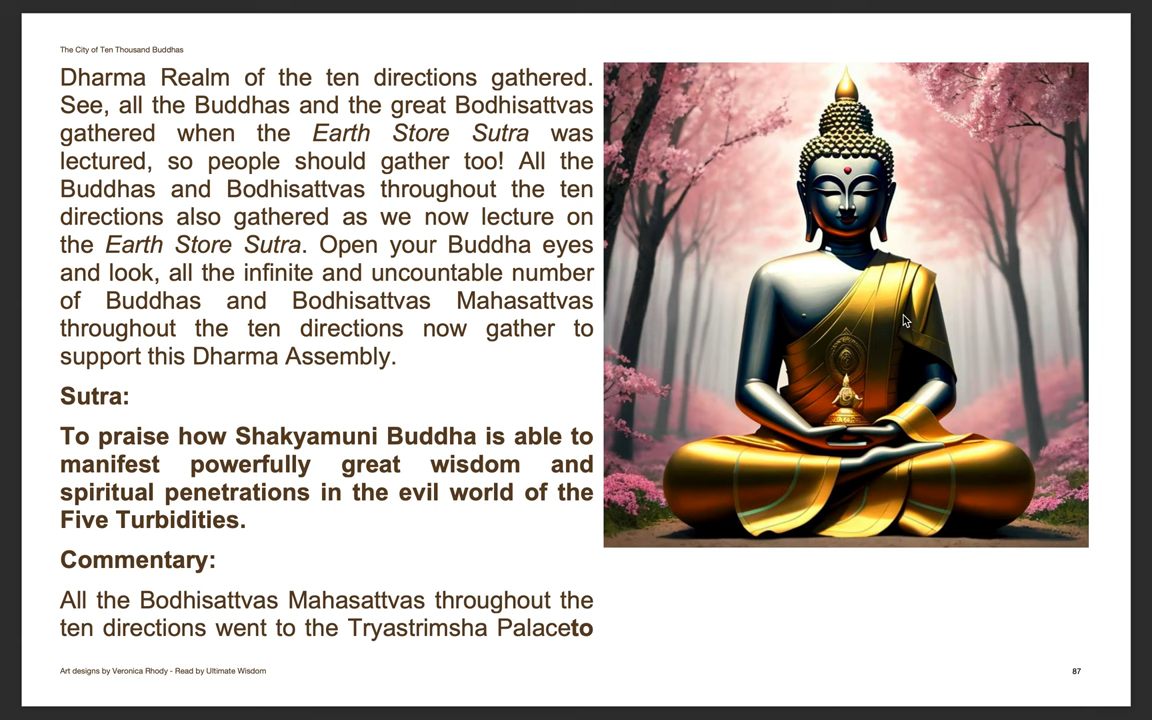 The City of Ten Thousand Buddhas
Dharma Realm of the ten directions gathered.
See, all the Buddhas and the great Bodhisattvas
gathered when the Earth Store Sutra was
lectured, so people should gather too! All the
Buddhas and Bodhisattvas throughout the ten
directions also gathered as we now lecture on
the Earth Store Sutra. Open your Buddha eyes
and look, all the infinite and uncountable number
of Buddhas and Bodhisattvas Mahasattvas
throughout the ten directions now gather to
support this Dharma Assembly.
Sutra:
To praise how Shakyamuni Buddha is able to
manifest powerfully great wisdom and
spiritual penetrations in the evil world of the
Five Turbidities.
Commentary:
All the Bodhisattvas Mahasattvas throughout the
ten directions went to the Tryastrimsha Palaceto
Art designs by Veronica Rhody - Read by Ultimate Wisdom
87